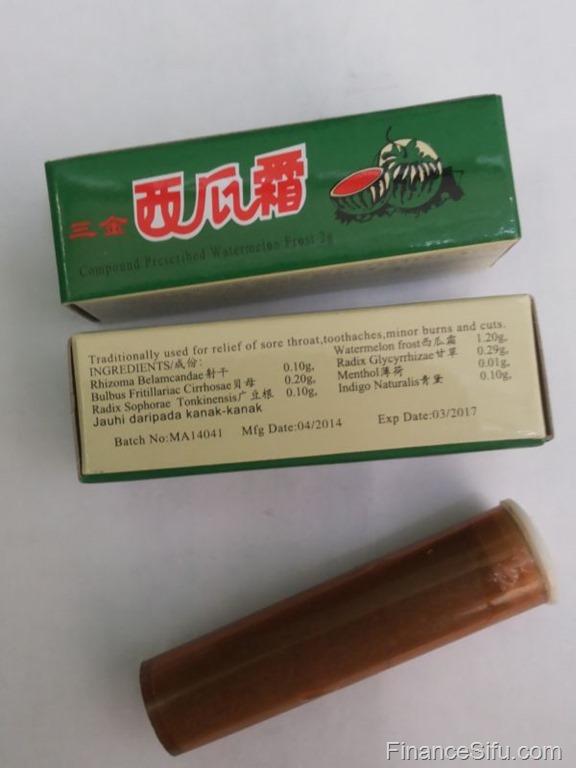 三金 西瓜霜
Compound Prescribed Watermelon Frost 2g
Traditionally used for relief of sore throat,toothaches,minor burns and cuts.
INGREDIENTS/成份:
Rhizoma Belamcandae射干 0.10g,
Bulbus Fritillariac Cirrhosae贝母 0.20g,
Radix Sophorae Tonkinensis广豆根 0.10g,
Watermelon frost西瓜霜 1.20g,
Radix Glycyrrhizae甘草 0.29g,
Menthol薄荷 0.01g,
Indigo Naturalis青黛 0.10g,
Jauhi daripada kanak-kanak
Batch No:MA14041 Mfg Date:04/2014 Exp Date:03/2017
FinanceSifu.com